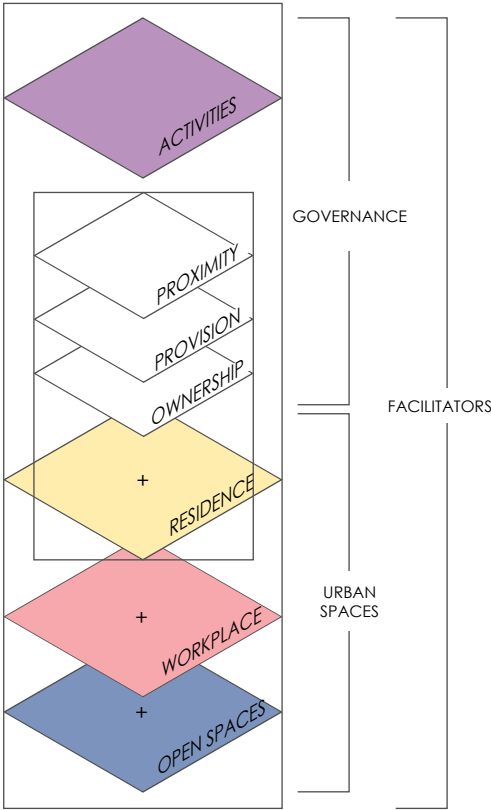 ACTIVITIES
PROXIMITY
PROVISION
OWNERSHIP
+
RESIDENCE
+
WORKPLACE
+
OPEN SPACES
GOVERNANCE
URBAN
SPACES
FACILITATORS